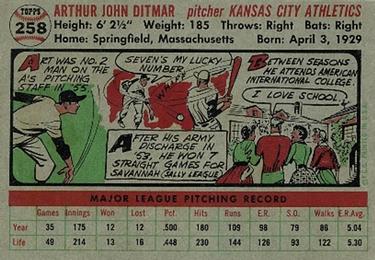 TOPPS
258
ARTHUR JOHN DITMAR pitcher KANSAS CITY ATHLETICS
Height: 6' 2½" Weight: 185 Throws: Right Bats: Right
Home: Springfield, Massachusetts Born: April 3, 1929
ART WAS NO. 2
MAN ON THE
A'S PITCHING
STAFF IN '55.
SEVEN'S MY LUCKY
NUMBER.
AFTER HIS ARMY
DISCHARGE IN
'53, HE WON 7
STRAIGHT GAMES FOR
SAVANNAH (SALLY LEAGUE)
BETWEEN SEASONS
HE ATTENDS AMERICAN
INTERNATIONAL COLLEGE
I LOVE SCHOOL!
MAJOR LEAGUE PITCHING RECORD
Games Innings Won Lost Pct. Hits Runs E.R. S.O. Walks E.R.Avg.
Year 35 175 12 12 .500 180 109 98 79 86 5.04
Life 49 214 13 16 .448 230 144 126 93 122 5.30